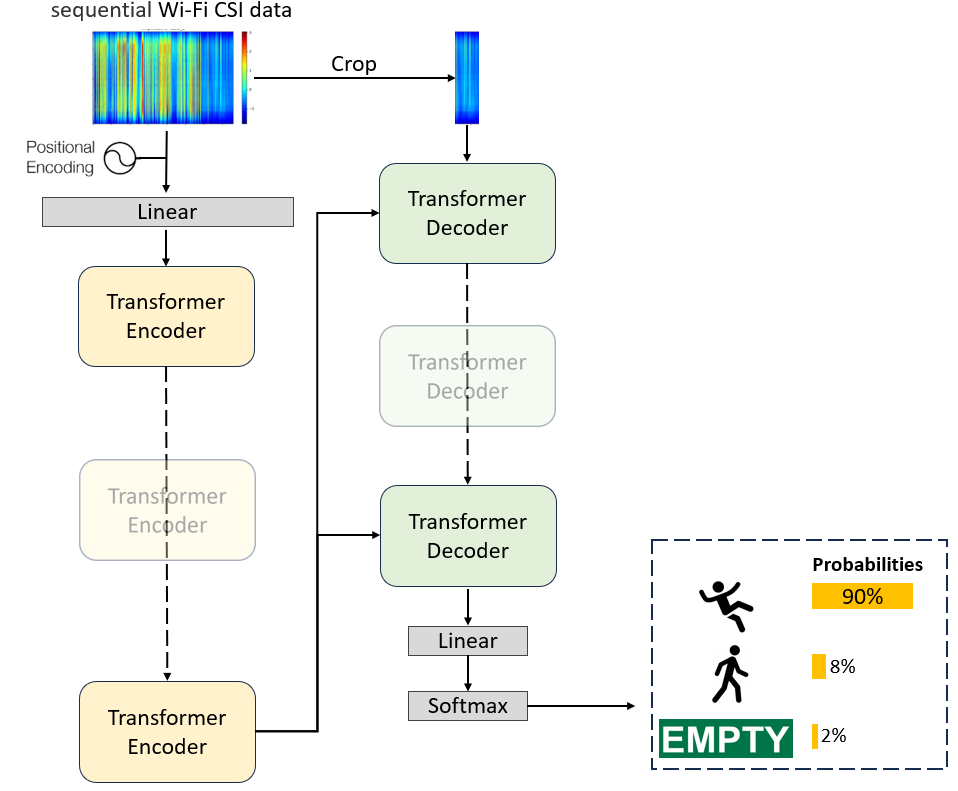 sequential Wi-Fi CSI data
Crop
Positional
Encoding
Linear
Transformer
Encoder
Transformer
Encoder
Transformer
Encoder
Transformer
Decoder
Transformer
Decoder
Transformer
Decoder
Linear
Softmax
Probabilities
90%
8%
EMPTY
2%